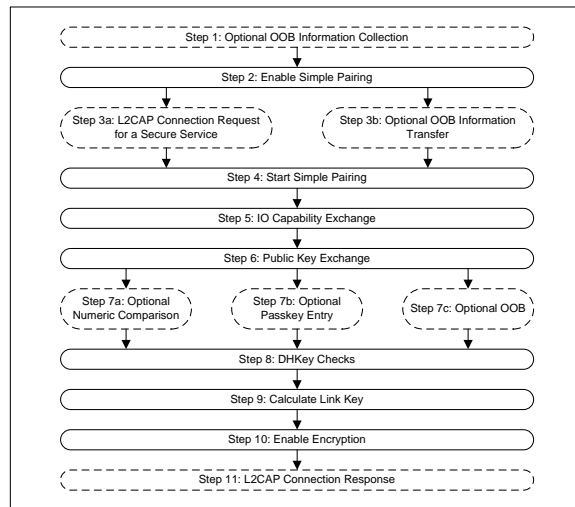 Step 1: Optional OOB Information Collection
Step 2: Enable Simple Pairing
Step 3a: L2CAP Connection Request
for a Secure Service
Step 3b: Optional OOB Information
Transfer
Step 4: Start Simple Pairing
Step 5: IO Capability Exchange
Step 6: Public Key Exchange
Step 7a: Optional
Numeric Comparison
Step 7b: Optional
Passkey Entry
Step 7c: Optional OOB
Step 8: DHKey Checks
Step 9: Calculate Link Key
Step 10: Enable Encryption
Step 11: L2CAP Connection Response